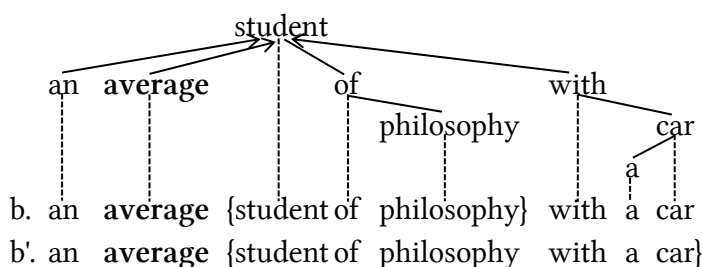 student
an average of with
philosophy car
a
b. an average {student of philosophy} with a car
b'. an average {student of philosophy with a car}